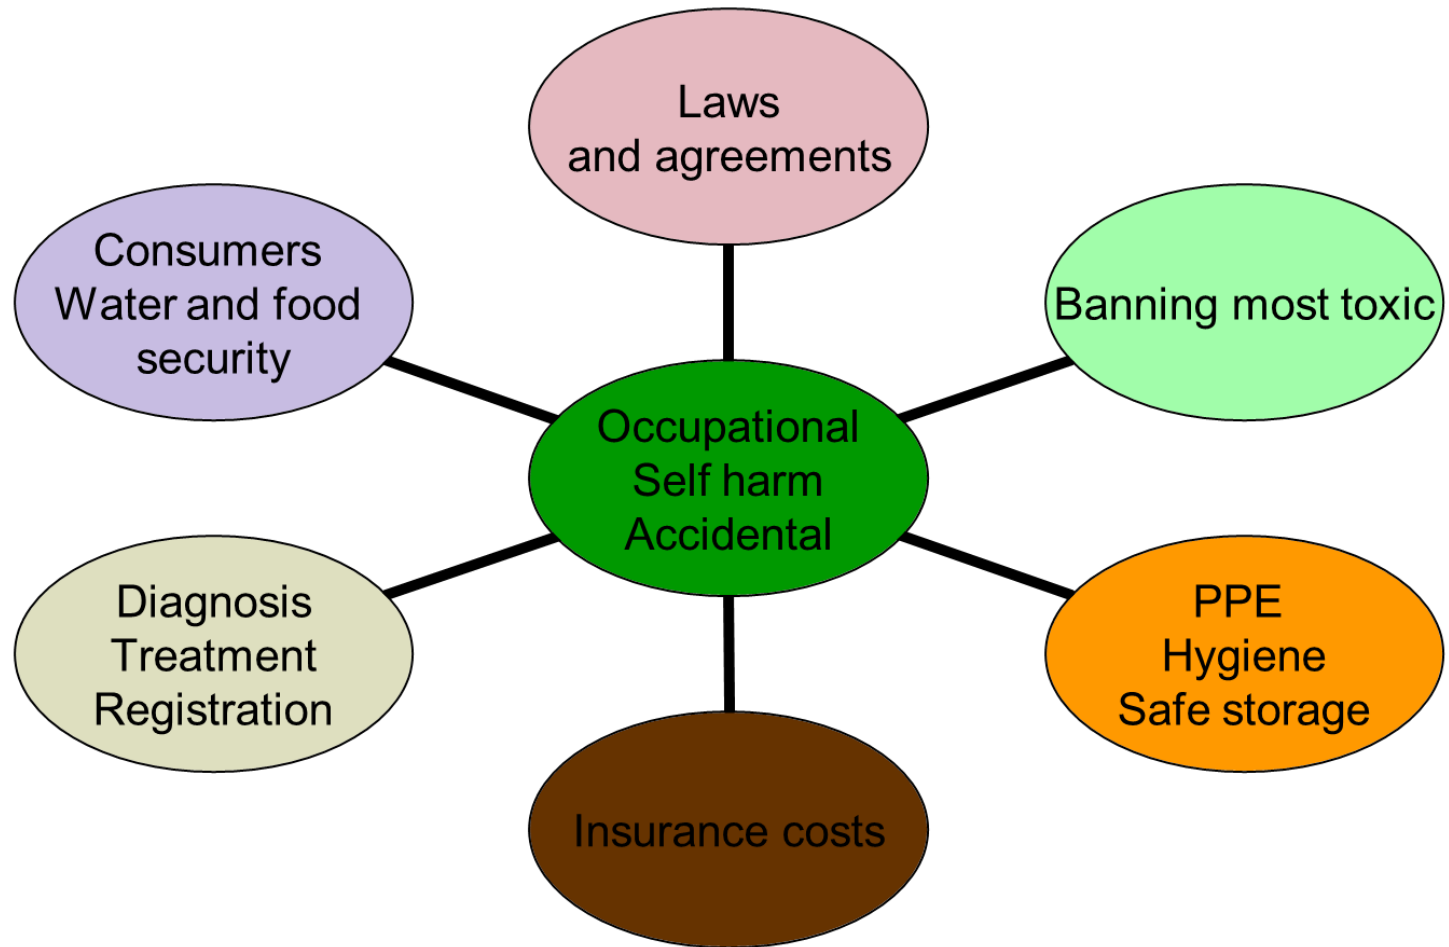 Laws
and agreements
Consumers
Water and food
security
Banning most toxic
Occupational
Self harm
Accidental
Diagnosis
Treatment
Registration
PPE
Hygiene
Safe storage
Insurance costs